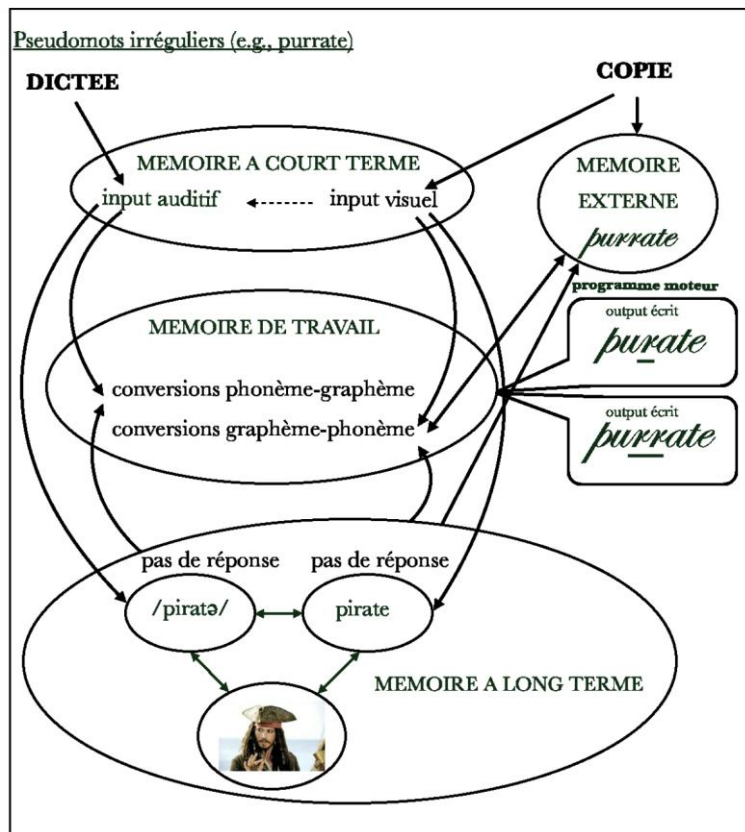 Pseudomots irréguliers (e.g., purrate)
DICTEE
COPIE
MEMOIRE A COURT TERME
input auditif
input visuel
MEMOIRE
EXTERNE
purrate
programme moteur
output écrit
purate
output écrit
purrate
MEMOIRE DE TRAVAIL
conversions phonème-graphème
conversions graphème-phonème
pas de réponse
pas de réponse
/piratə/
pirate
MEMOIRE A LONG TERME